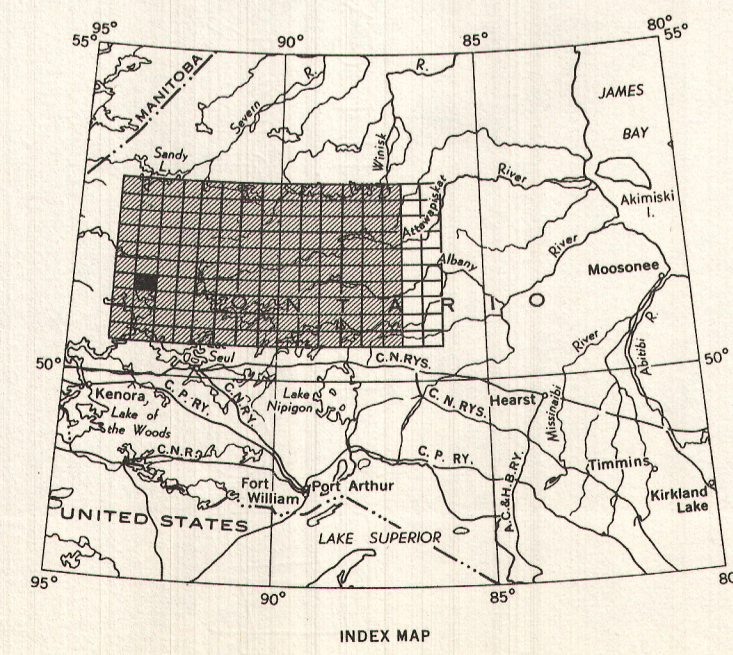 95°
90°
85°
80°
55°
55°
MANITOBA
Severn
R.
R.
Winisk
JAMES
BAY
Sandy
L.
River
Akimiski
I.
Attawapiskat
River
Albany
Moosonee
ONTARIO
River
R.
Abitibi
50°
50°
Seul
C.N.RYS.
Kenora,
C.P.RY.
C.N.RY.
Lake
Nipigon
C.N.RYS.
Hearst
Missinaibi
Lake of
the Woods
C.N.R.
C.P.RY.
Timmins
Fort
William
Port Arthur
A.C.&H.B.RY.
Kirkland
Lake
UNITED STATES
LAKE SUPERIOR
95°
90°
85°
80
INDEX MAP